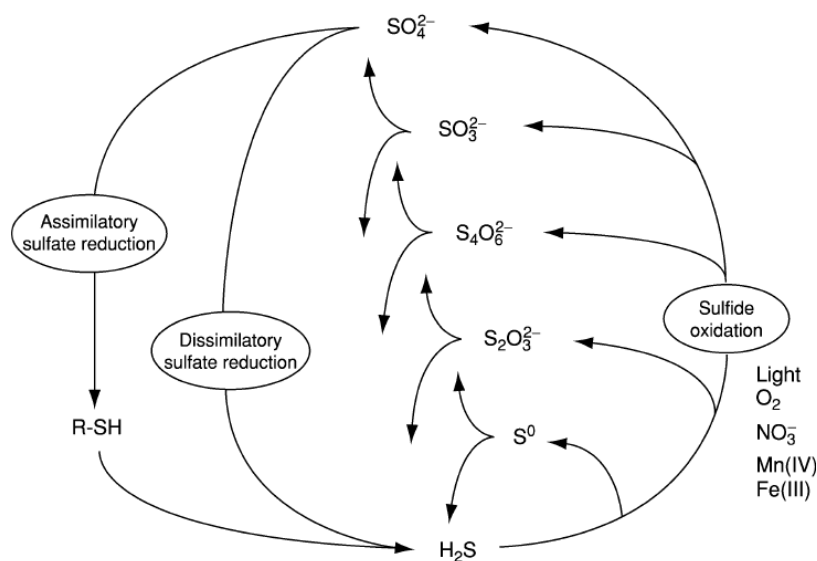 SO₄²⁻
SO₃²⁻
Assimilatory
sulfate reduction
S₄O₆²⁻
Sulfide
oxidation
Dissimilatory
sulfate reduction
S₂O₃²⁻
Light
O₂
NO₃⁻
Mn(IV)
Fe(III)
R-SH
S⁰
H₂S